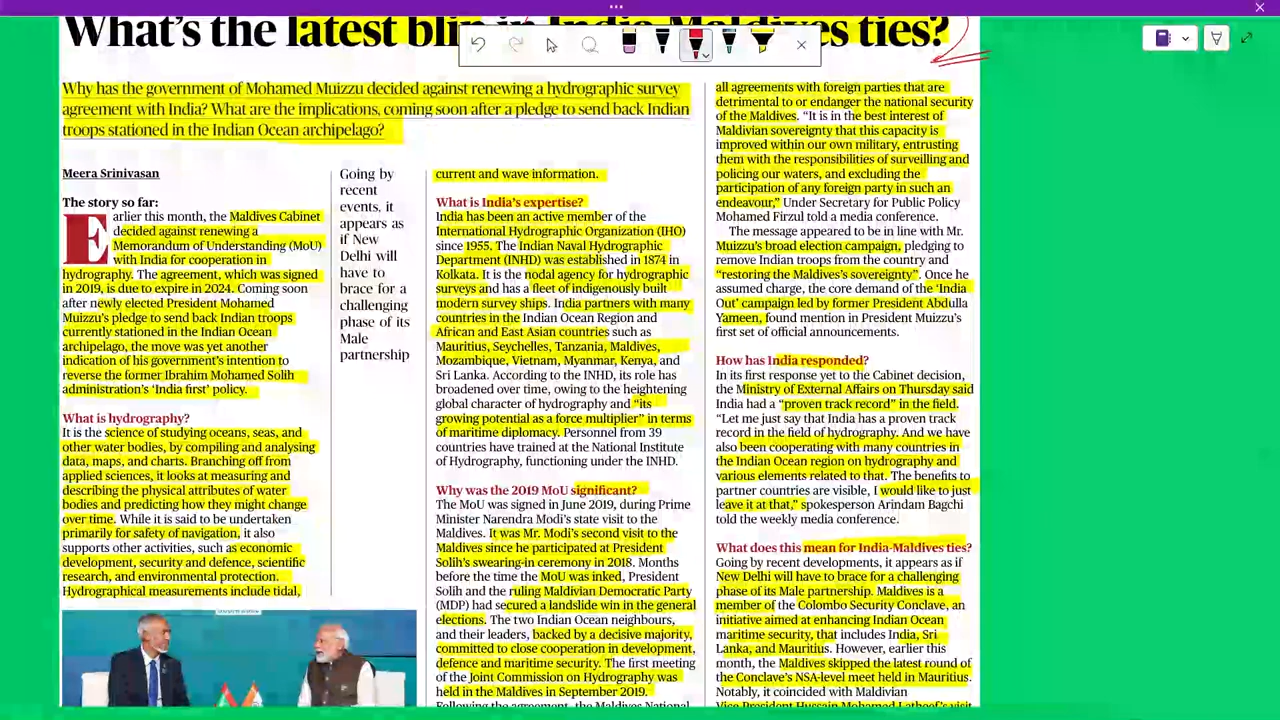 What's the latest blip in India-Maldives ties?
Why has the government of Mohamed Muizzu decided against renewing a hydrographic survey
agreement with India? What are the implications, coming soon after a pledge to send back Indian
troops stationed in the Indian Ocean archipelago?
Meera Srinivasan
The story so far:
Earlier this month, the Maldives Cabinet
decided against renewing a
Memorandum of Understanding (MoU)
with India for cooperation in
hydrography. The agreement, which was signed
in 2019, is due to expire in 2024. Coming soon
after newly elected President Mohamed
Muizzu's pledge to send back Indian troops
currently stationed in the Indian Ocean
archipelago, the move was yet another
indication of his government's intention to
reverse the former Ibrahim Mohamed Solih
administration's 'India first' policy.
What is hydrography?
It is the science of studying oceans, seas, and
other water bodies, by compiling and analysing
data, maps, and charts. Branching off from
applied sciences, it looks at measuring and
describing the physical attributes of water
bodies and predicting how they might change
over time. While it is said to be undertaken
primarily for safety of navigation, it also
supports other activities, such as economic
development, security and defence, scientific
research, and environmental protection.
Hydrographical measurements include tidal,
Going by
recent
events, it
appears as
if New
Delhi will
have to
brace for a
challenging
phase of its
Male
partnership
current and wave information.
What is India's expertise?
India has been an active member of the
International Hydrographic Organization (IHO)
since 1955. The Indian Naval Hydrographic
Department (INHD) was established in 1874 in
Kolkata. It is the nodal agency for hydrographic
surveys and has a fleet of indigenously built
modern survey ships. India partners with many
countries in the Indian Ocean Region and
African and East Asian countries such as
Mauritius, Seychelles, Tanzania, Maldives,
Mozambique, Vietnam, Myanmar, Kenya, and
Sri Lanka. According to the INHD, its role has
broadened over time, owing to the heightening
global character of hydrography and "its
growing potential as a force multiplier" in terms
of maritime diplomacy. Personnel from 39
countries have trained at the National Institute
of Hydrography, functioning under the INHD.
Why was the 2019 MoU significant?
The MoU was signed in June 2019, during Prime
Minister Narendra Modi's state visit to the
Maldives. It was Mr. Modi's second visit to the
Maldives since he participated at President
Solih's swearing-in ceremony in 2018. Months
before the time the MoU was inked, President
Solih and the ruling Maldivian Democratic Party
(MDP) had secured a landslide win in the general
elections. The two Indian Ocean neighbours,
and their leaders, backed by a decisive majority,
committed to close cooperation in development,
defence and maritime security. The first meeting
of the Joint Commission on Hydrography was
held in the Maldives in September 2019.
Following the agreement, the Maldives National
all agreements with foreign parties that are
detrimental to or endanger the national security
of the Maldives. "It is in the best interest of
Maldivian sovereignty that this capacity is
improved within our own military, entrusting
them with the responsibilities of surveilling and
policing our waters, and excluding the
participation of any foreign party in such an
endeavour," Under Secretary for Public Policy
Mohamed Firzul told a media conference.
The message appeared to be in line with Mr.
Muizzu's broad election campaign, pledging to
remove Indian troops from the country and
"restoring the Maldives's sovereignty". Once he
assumed charge, the core demand of the 'India
Out' campaign led by former President Abdulla
Yameen, found mention in President Muizzu's
first set of official announcements.
How has India responded?
In its first response yet to the Cabinet decision,
the Ministry of External Affairs on Thursday said
India had a "proven track record" in the field.
"Let me just say that India has a proven track
record in the field of hydrography. And we have
also been cooperating with many countries in
the Indian Ocean region on hydrography and
various elements related to that. The benefits to
partner countries are visible, I would like to just
leave it at that," spokesperson Arindam Bagchi
told the weekly media conference.
What does this mean for India-Maldives ties?
Going by recent developments, it appears as if
New Delhi will have to brace for a challenging
phase of its Male partnership. Maldives is a
member of the Colombo Security Conclave, an
initiative aimed at enhancing Indian Ocean
maritime security, that includes India, Sri
Lanka, and Mauritius. However, earlier this
month, the Maldives skipped the latest round of
the Conclave's NSA-level meet held in Mauritius.
Notably, it coincided with Maldivian
Vice-President Hussain Mohamed Latheef's visit